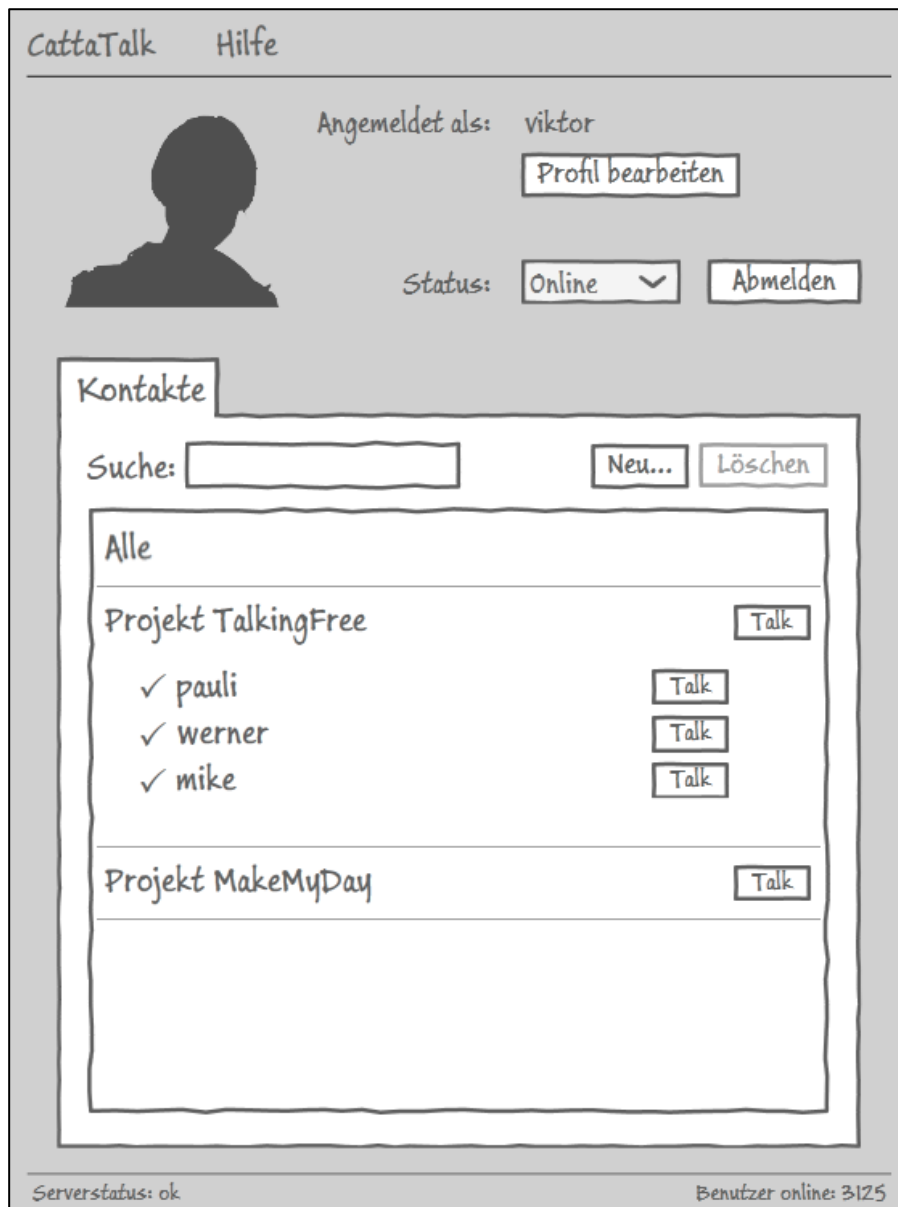 CattaTalk Hilfe
Angemeldet als: viktor
Profil bearbeiten
Status: Online Abmelden
Kontakte
Suche: Neu... Löschen
Alle
Projekt TalkingFree Talk
✓ pauli Talk
✓ werner Talk
✓ mike Talk
Projekt MakeMyDay Talk
Serverstatus: ok Benutzer online: 3125